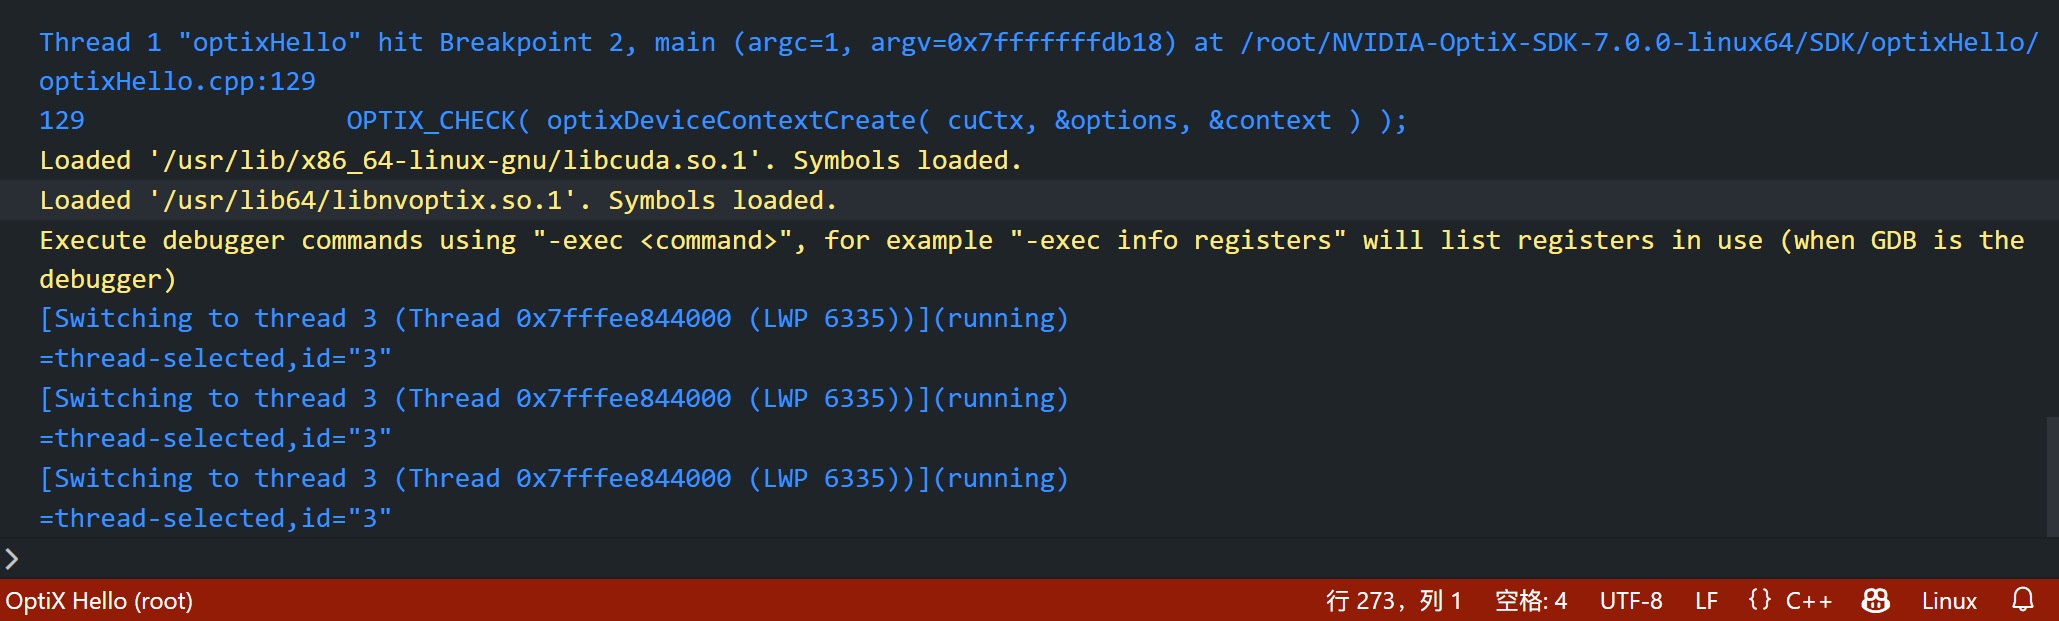 Thread 1 "optixHello" hit Breakpoint 2, main (argc=1, argv=0x7fffffffdb18) at /root/NVIDIA-OptiX-SDK-7.0.0-linux64/SDK/optixHello/
optixHello.cpp:129
129                 OPTIX_CHECK( optixDeviceContextCreate( cuCtx, &options, &context ) );
Loaded '/usr/lib/x86_64-linux-gnu/libcuda.so.1'. Symbols loaded.
Loaded '/usr/lib64/libnvoptix.so.1'. Symbols loaded.
Execute debugger commands using "-exec <command>", for example "-exec info registers" will list registers in use (when GDB is the
debugger)
[Switching to thread 3 (Thread 0x7fffee844000 (LWP 6335))](running)
=thread-selected,id="3"
[Switching to thread 3 (Thread 0x7fffee844000 (LWP 6335))](running)
=thread-selected,id="3"
[Switching to thread 3 (Thread 0x7fffee844000 (LWP 6335))](running)
=thread-selected,id="3"
OptiX Hello (root) 行 273，列 1 空格: 4 UTF-8 LF {} C++ Linux